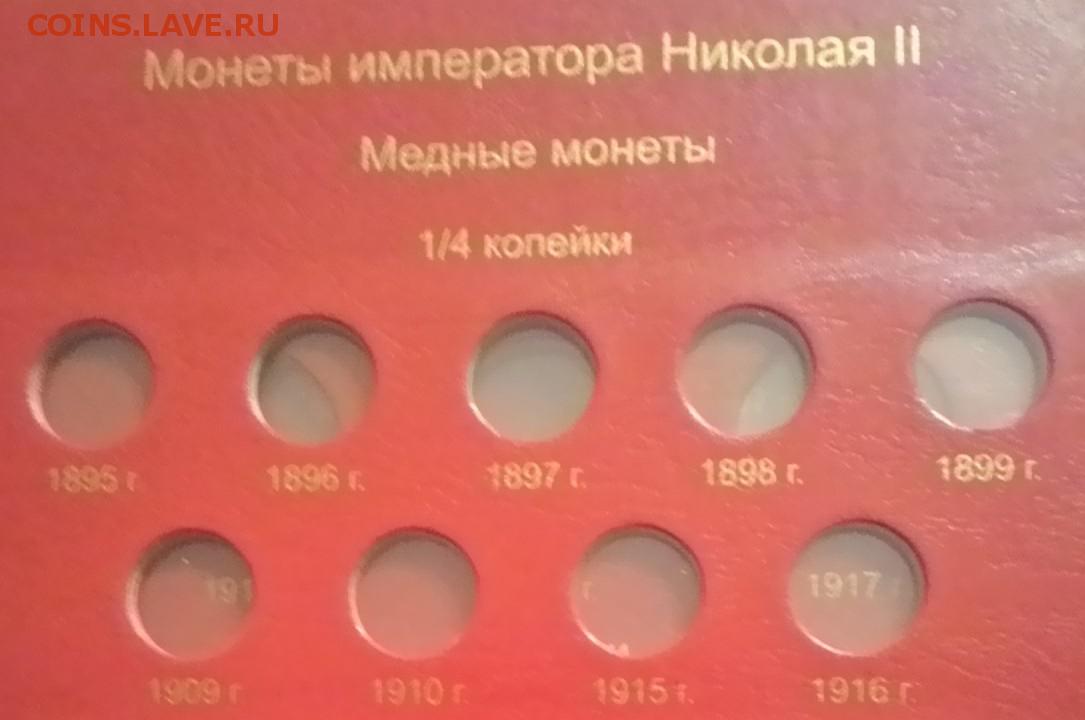 COINS.LAVE.RU
Монеты императора Николая II
Медные монеты
1/4 копейки
1895 г. 1896 г. 1897 г. 1898 г. 1899 г.
1917
1909 г. 1910 г. 1915 г. 1916 г.